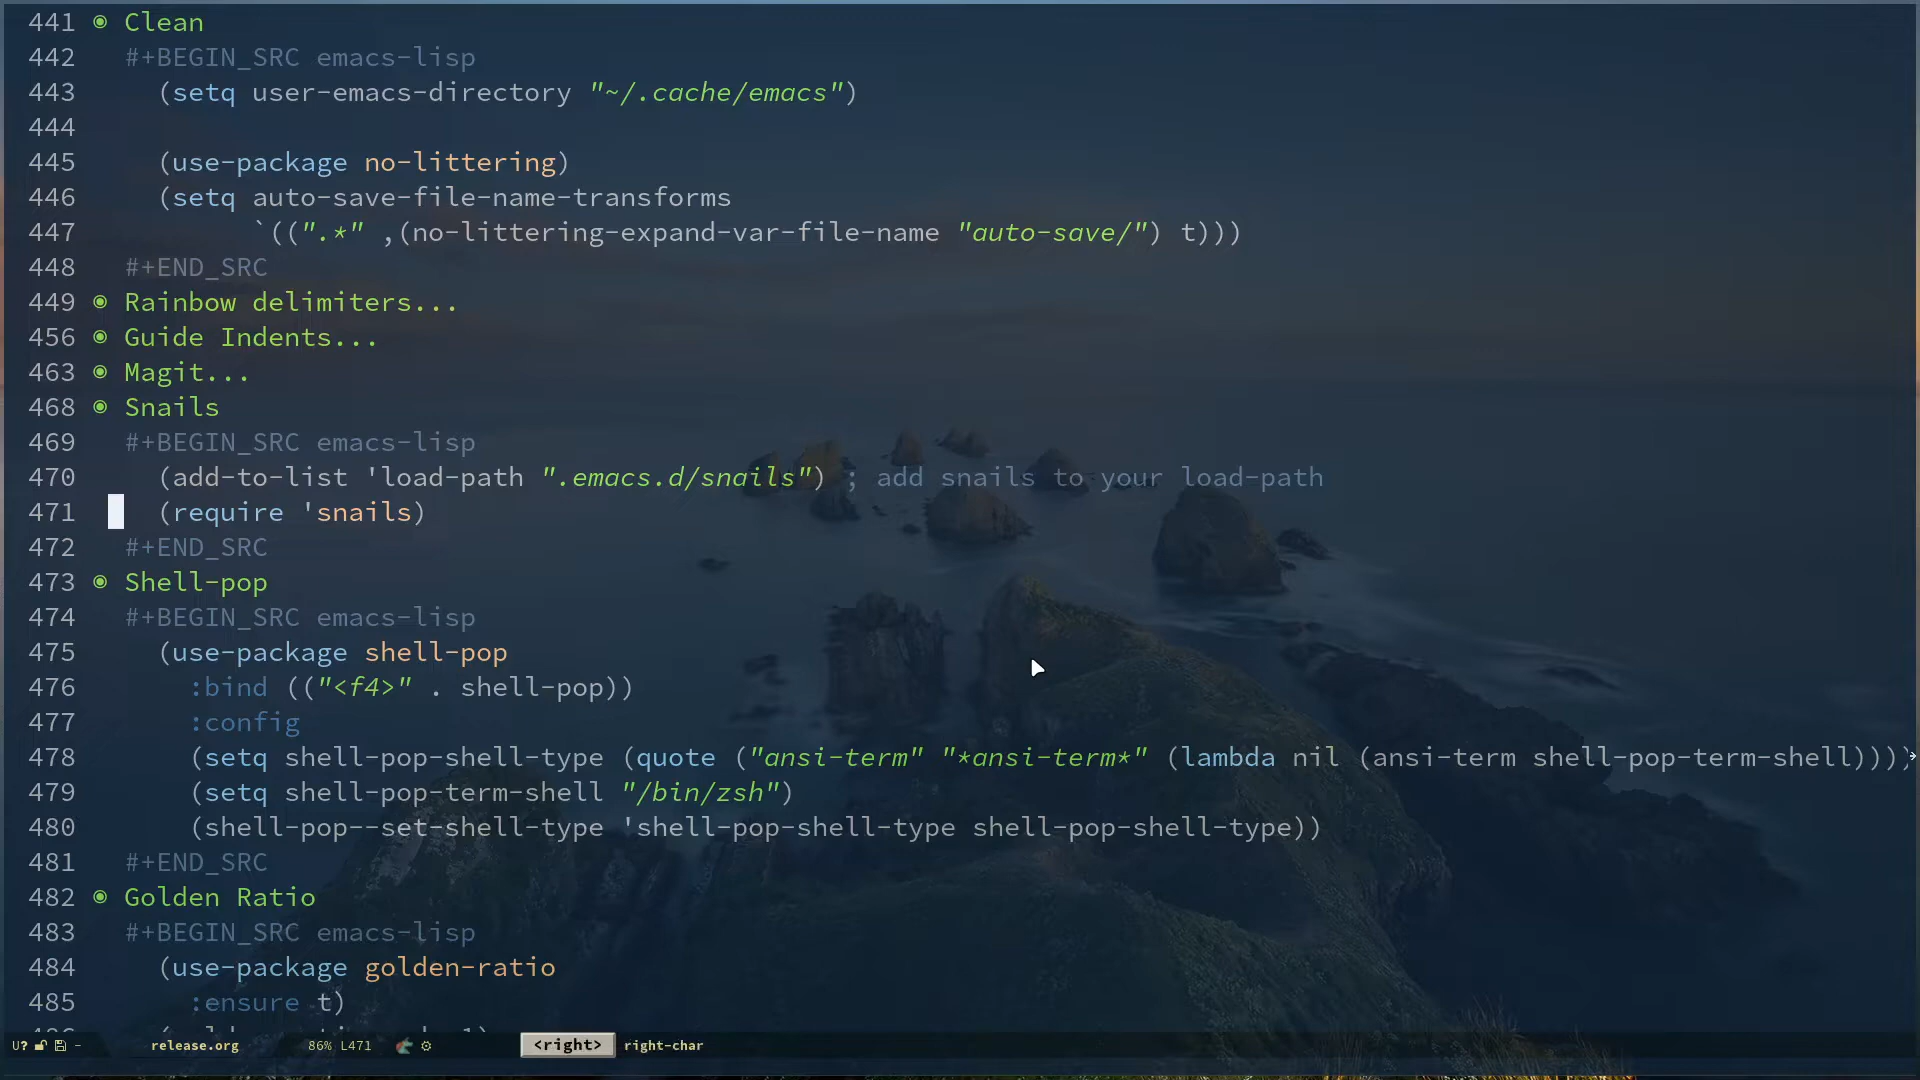 441 ◉ Clean
442 #+BEGIN_SRC emacs-lisp
443 (setq user-emacs-directory "~/.cache/emacs")
444
445 (use-package no-littering)
446 (setq auto-save-file-name-transforms
447 `((".*" ,(no-littering-expand-var-file-name "auto-save/") t)))
448 #+END_SRC
449 ◉ Rainbow delimiters...
456 ◉ Guide Indents...
463 ◉ Magit...
468 ◉ Snails
469 #+BEGIN_SRC emacs-lisp
470 (add-to-list 'load-path ".emacs.d/snails") ; add snails to your load-path
471 (require 'snails)
472 #+END_SRC
473 ◉ Shell-pop
474 #+BEGIN_SRC emacs-lisp
475 (use-package shell-pop
476 :bind (("<f4>" . shell-pop))
477 :config
478 (setq shell-pop-shell-type (quote ("ansi-term" "*ansi-term*" (lambda nil (ansi-term shell-pop-term-shell))))
479 (setq shell-pop-term-shell "/bin/zsh")
480 (shell-pop--set-shell-type 'shell-pop-shell-type shell-pop-shell-type))
481 #+END_SRC
482 ◉ Golden Ratio
483 #+BEGIN_SRC emacs-lisp
484 (use-package golden-ratio
485 :ensure t)
U? - release.org 86% L471 <right> right-char